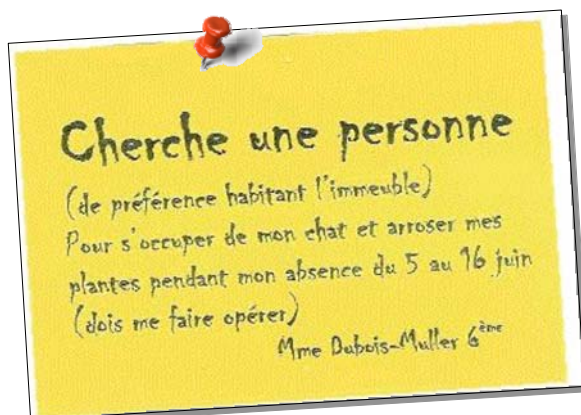 Cherche une personne
(de préférence habitant l'immeuble)
Pour s'occuper de mon chat et arroser mes
plantes pendant mon absence du 5 au 16 juin
(dois me faire opérer)
Mme Dubois-Muller 6ème